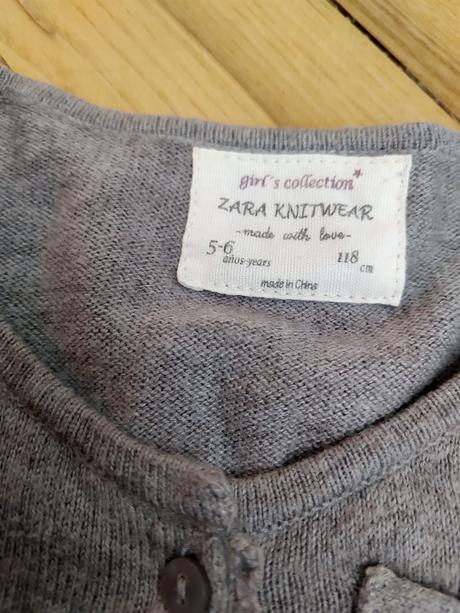 girl's collection*
ZARA KNITWEAR
-made with love-
5-6 años-years 118 cm
made in China